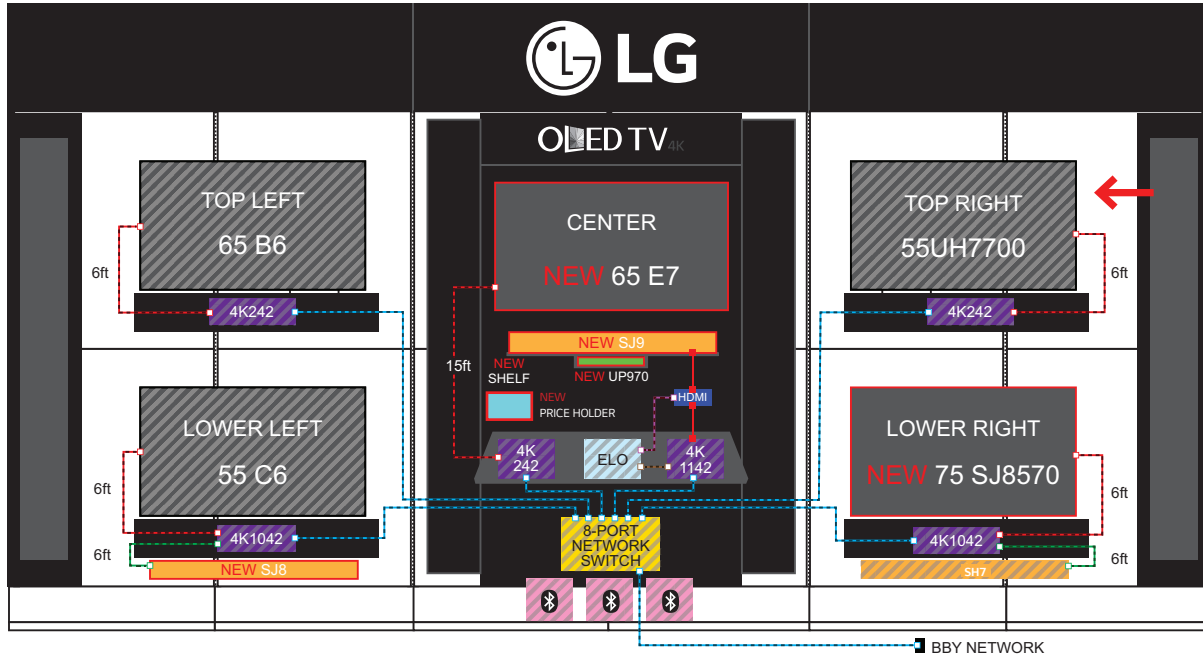 LG
OLED TV 4K
TOP LEFT
65 B6
6ft
4K242
CENTER
NEW 65 E7
TOP RIGHT
55UH7700
6ft
4K242
NEW SJ9
15ft
NEW
SHELF
NEW UP970
NEW
PRICE HOLDER
HDMI
4K
242
ELO
4K
1142
LOWER LEFT
55 C6
6ft
4K1042
6ft
NEW SJ8
LOWER RIGHT
NEW 75 SJ8570
6ft
4K1042
6ft
SH7
8-PORT
NETWORK
SWITCH
BBY NETWORK